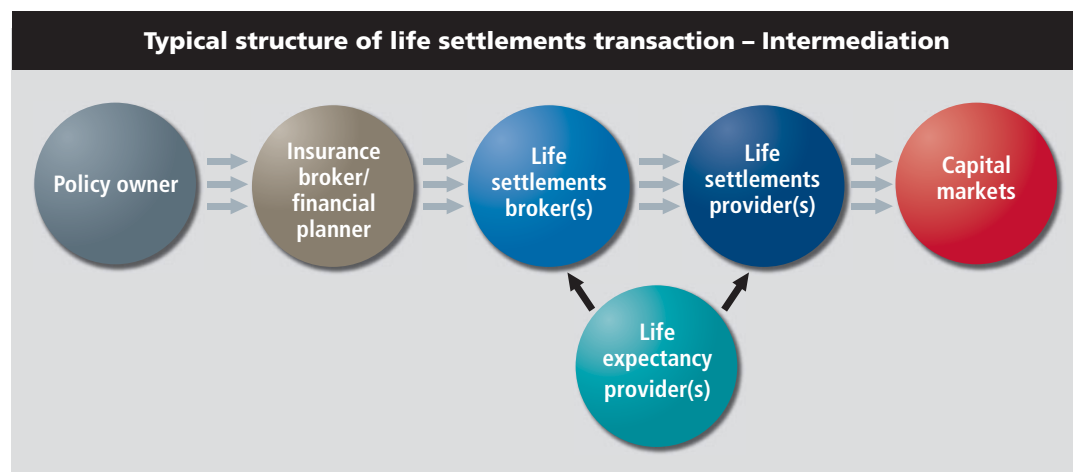 Typical structure of life settlements transaction – Intermediation
Policy owner
Insurance
broker/
financial
planner
Life
settlements
broker(s)
Life
settlements
provider(s)
Capital
markets
Life
expectancy
provider(s)